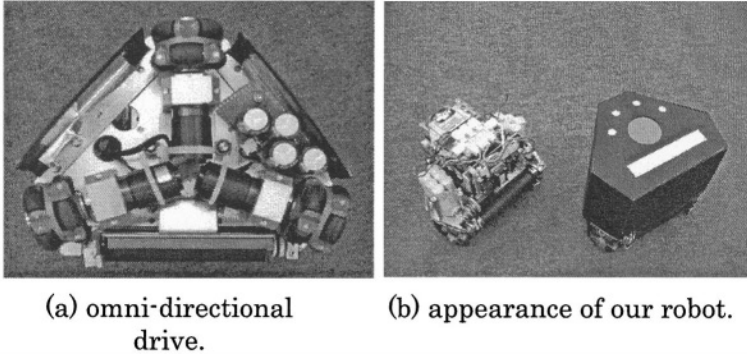 (a) omni-directional
drive.
(b) appearance of our robot.